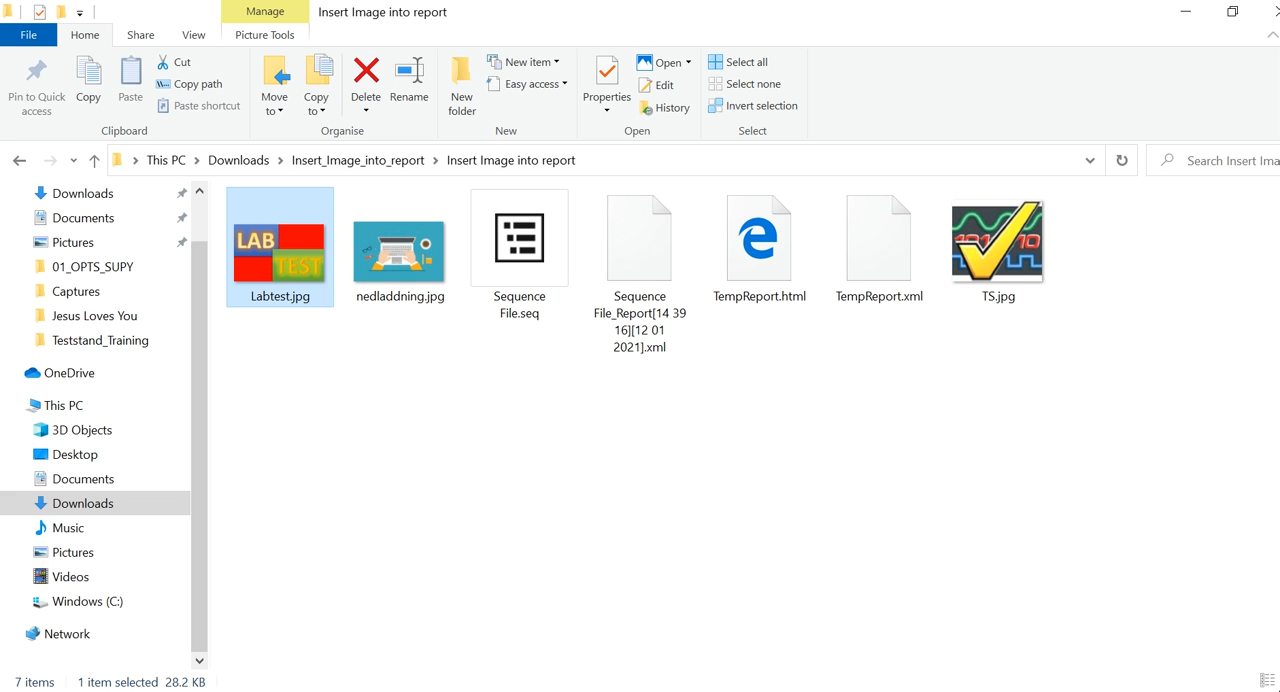 Manage
Insert Image into report
File
Home
Share
View
Picture Tools
Pin to Quick
access
Copy
Paste
Cut
Copy path
Paste shortcut
Clipboard
Move
to
Copy
to
Delete
Rename
Organise
New
folder
New item
Easy access
New
Properties
Open
Edit
History
Open
Select all
Select none
Invert selection
Select
This PC
Downloads
Insert_Image_into_report
Insert Image into report
Search Insert Ima
Downloads
Documents
Pictures
01_OPTS_SUPY
Captures
Jesus Loves You
Teststand_Training
OneDrive
This PC
3D Objects
Desktop
Documents
Downloads
Music
Pictures
Videos
Windows (C:)
Network
LAB
TEST
Labtest.jpg
nedladdning.jpg
Sequence
File.seq
Sequence
File_Report[14 39
16][12 01
2021].xml
TempReport.html
TempReport.xml
TS.jpg
7 items
1 item selected 28.2 KB